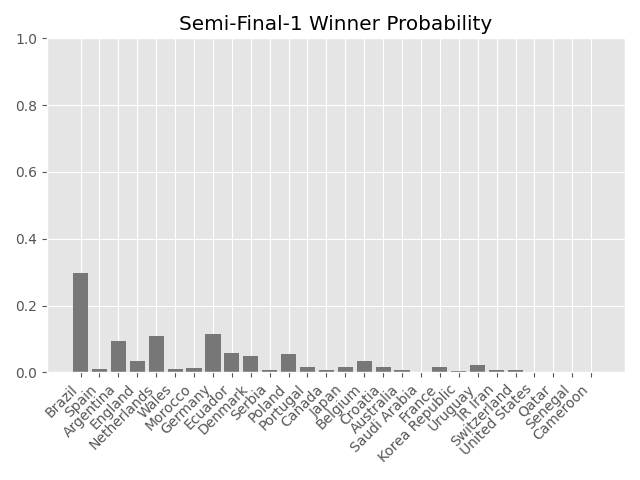 Semi-Final-1 Winner Probability
1.0
0.8
0.6
0.4
0.2
0.0
Brazil
Spain
Argentina
England
Netherlands
Wales
Morocco
Germany
Ecuador
Denmark
Serbia
Poland
Portugal
Canada
Japan
Belgium
Croatia
Australia
Saudi Arabia
France
Korea Republic
Uruguay
IR Iran
Switzerland
United States
Qatar
Senegal
Cameroon